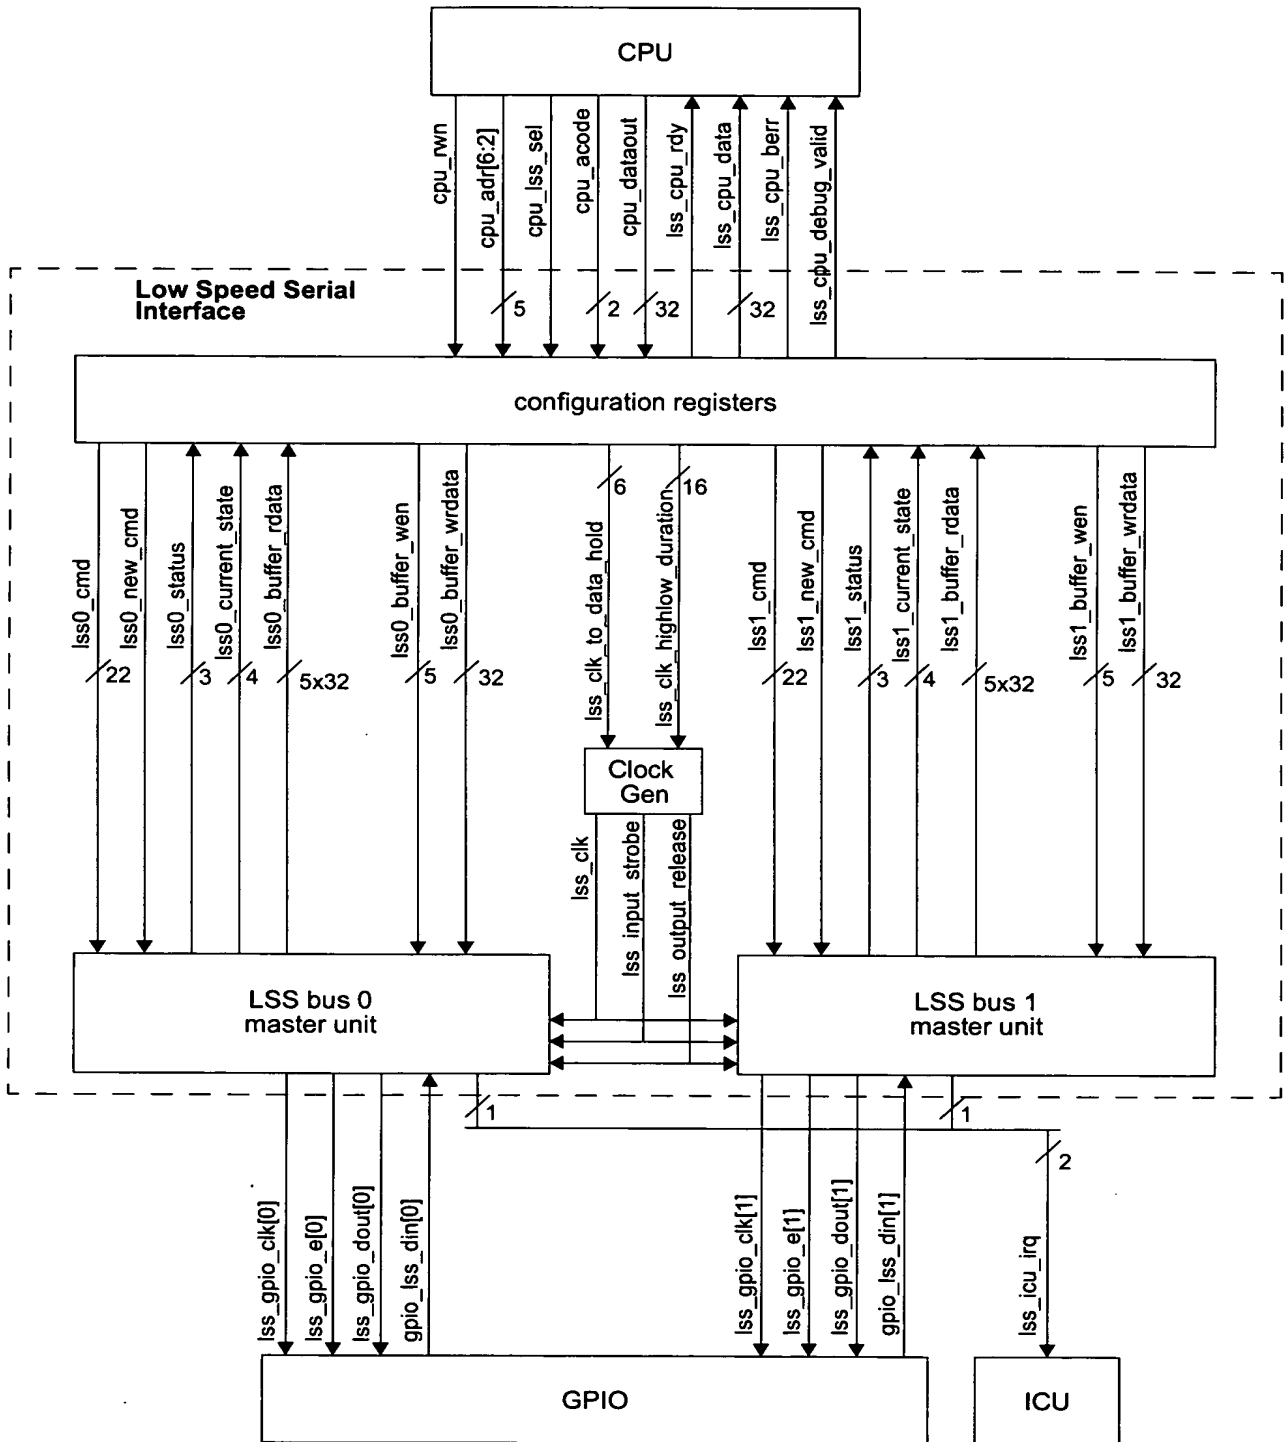 CPU
cpu_rwn
cpu_adr[6:2]
cpu_lss_sel
cpu_acode
cpu_dataout
lss_cpu_rdy
lss_cpu_data
lss_cpu_berr
lss_cpu_debug_valid
Low Speed Serial
Interface
5
2
32
32
configuration registers
lss0_cmd
lss0_new_cmd
lss0_status
lss0_current_state
lss0_buffer_rdata
lss0_buffer_wen
lss0_buffer_wrdata
lss_clk_to_data_hold
lss_clk_highlow_duration
lss1_cmd
lss1_new_cmd
lss1_status
lss1_current_state
lss1_buffer_rdata
lss1_buffer_wen
lss1_buffer_wrdata
6
16
22
3
4
5x32
5
32
22
3
4
5x32
5
32
Clock
Gen
lss_clk
lss_input_strobe
lss_output_release
LSS bus 0
master unit
LSS bus 1
master unit
1
1
2
lss_gpio_clk[0]
lss_gpio_e[0]
lss_gpio_dout[0]
gpio_lss_din[0]
lss_gpio_clk[1]
lss_gpio_e[1]
lss_gpio_dout[1]
gpio_lss_din[1]
lss_icu_irq
GPIO
ICU